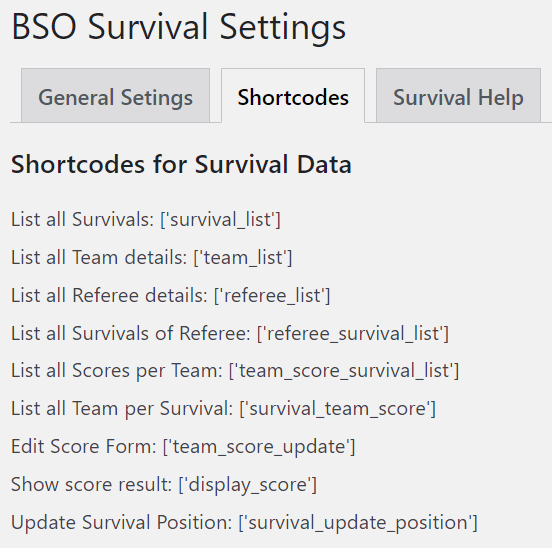 BSO Survival Settings
General Setings
Shortcodes
Survival Help
Shortcodes for Survival Data
List all Survivals: ['survival_list']
List all Team details: ['team_list']
List all Referee details: ['referee_list']
List all Survivals of Referee: ['referee_survival_list']
List all Scores per Team: ['team_score_survival_list']
List all Team per Survival: ['survival_team_score']
Edit Score Form: ['team_score_update']
Show score result: ['display_score']
Update Survival Position: ['survival_update_position']